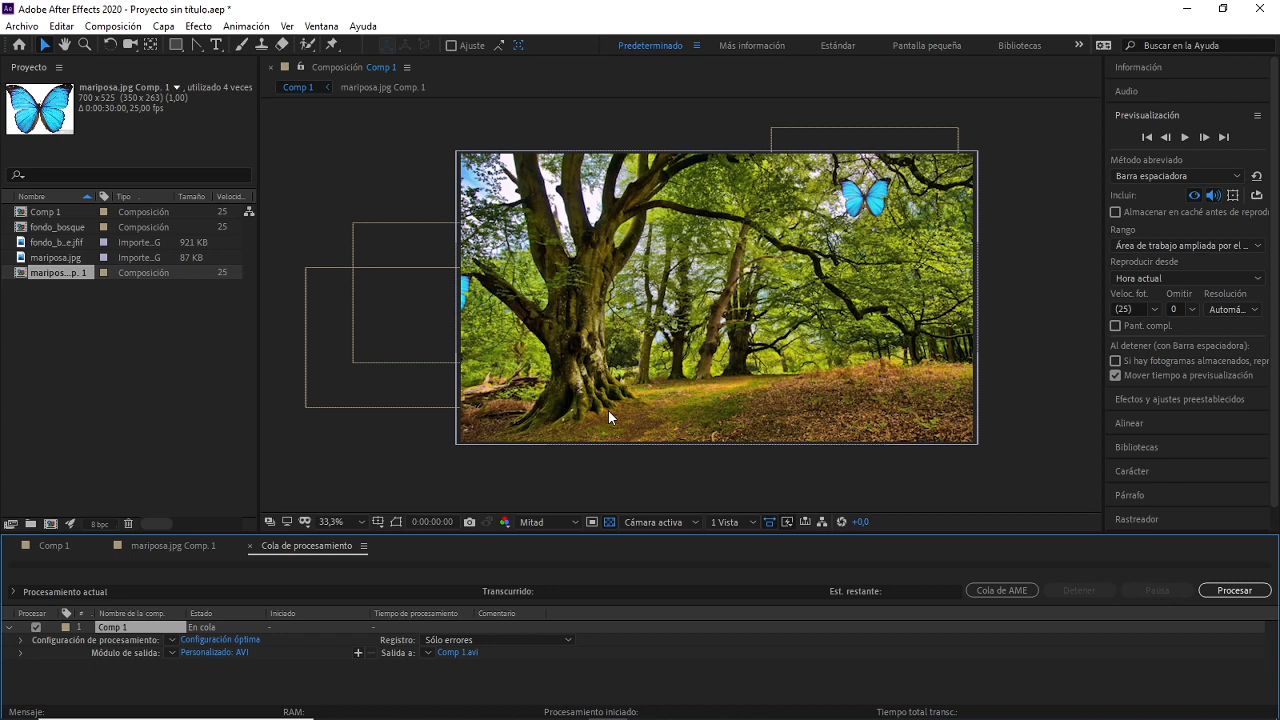 Adobe After Effects 2020 - Proyecto sin título.aep *
Archivo Editar Composición Capa Efecto Animación Ver Ventana Ayuda
Ajuste Predeterminado Más información Estándar Pantalla pequeña Bibliotecas Buscar en la Ayuda
Proyecto
mariposa.jpg Comp. 1 , utilizado 4 veces
700 x 525 (350 x 263) (1,00)
Δ 0:00:30:00, 25,00 fps
Nombre Tipo Tamaño Velocid...
Comp 1 Composición 25
fondo_bosque Composición 25
fondo_b...e.jfif Importe...G 921 KB
mariposa.jpg Importe...G 87 KB
maripos...p. 1 Composición 25
8 bpc
Composición Comp 1
Comp 1 mariposa.jpg Comp. 1
33,3% 0:00:00:00 Mitad Cámara activa 1 Vista +0,0
Información
Audio
Previsualización
Método abreviado
Barra espaciadora
Incluir:
Almacenar en caché antes de reprod
Rango
Área de trabajo ampliada por el ...
Reproducir desde
Hora actual
Veloc. fot. Omitir Resolución
(25) 0 Automá...
Pant. compl.
Al detener (con Barra espaciadora):
Si hay fotogramas almacenados, repr
Mover tiempo a previsualización
Efectos y ajustes preestablecidos
Alinear
Bibliotecas
Carácter
Párrafo
Rastreador
Comp 1 mariposa.jpg Comp. 1 Cola de procesamiento
Procesamiento actual Transcurrido: Est. restante: Cola de AME Detener Pausa Procesar
Procesar # Nombre de la comp. Estado Iniciado Tiempo de procesamiento Comentario
1 Comp 1 En cola - -
Configuración de procesamiento: Configuración óptima Registro: Sólo errores
Módulo de salida: Personalizado: AVI Salida a: Comp 1.avi
Mensaje: RAM: Procesamiento iniciado: Tiempo total transc.: